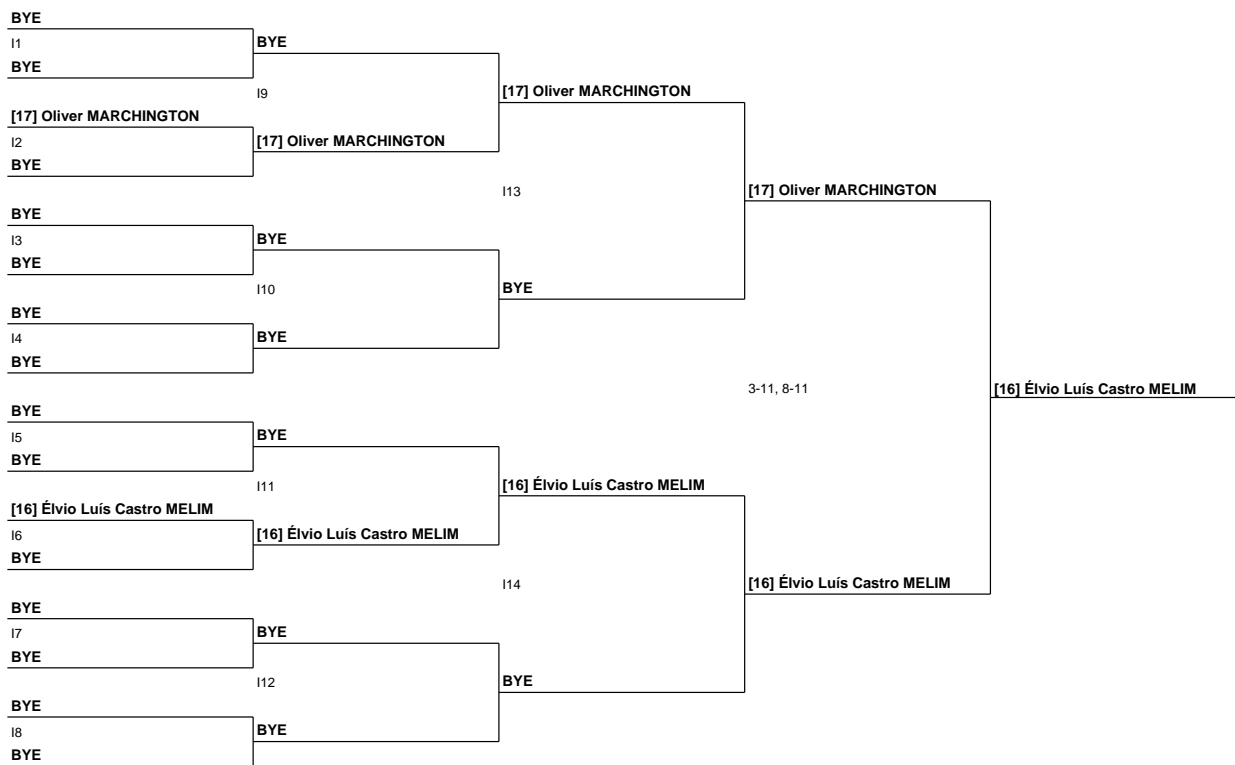 BYE
I1
BYE
BYE
I9
[17] Oliver MARCHINGTON
[17] Oliver MARCHINGTON
I2
[17] Oliver MARCHINGTON
BYE
I13
[17] Oliver MARCHINGTON
BYE
I3
BYE
BYE
I10
BYE
BYE
I4
BYE
BYE
3-11, 8-11
[16] Élvio Luís Castro MELIM
BYE
I5
BYE
BYE
I11
[16] Élvio Luís Castro MELIM
[16] Élvio Luís Castro MELIM
I6
[16] Élvio Luís Castro MELIM
BYE
I14
[16] Élvio Luís Castro MELIM
BYE
I7
BYE
BYE
I12
BYE
BYE
I8
BYE
BYE